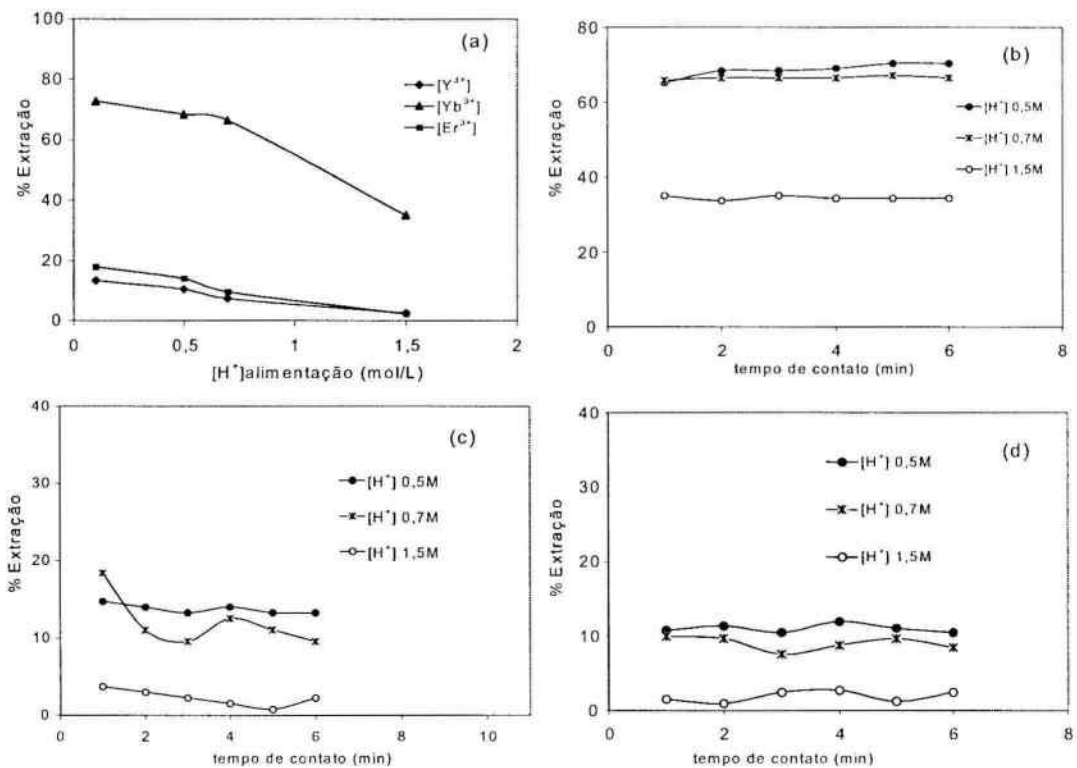 (a)
100
80
60
40
20
0
% Extração
[Y³⁺]
[Yb³⁺]
[Er³⁺]
0 0,5 1 1,5 2
[H⁺]alimentação (mol/L)
(b)
80
60
40
20
0
% Extração
[H⁺] 0,5M
[H⁺] 0,7M
[H⁺] 1,5M
0 2 4 6 8
tempo de contato (min)
(c)
40
30
20
10
0
% Extração
[H⁺] 0,5M
[H⁺] 0,7M
[H⁺] 1,5M
0 2 4 6 8 10
tempo de contato (min)
(d)
40
30
20
10
0
% Extração
[H⁺] 0,5M
[H⁺] 0,7M
[H⁺] 1,5M
0 2 4 6 8
tempo de contato (min)